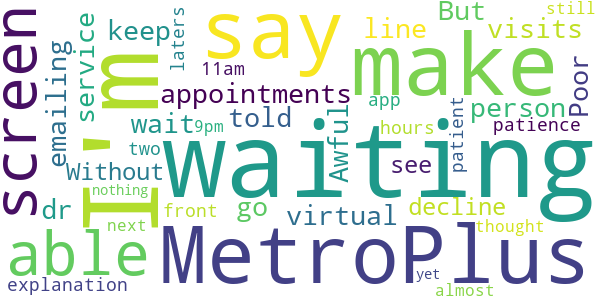 screen
I'm
say
make
But
still
laters
keep
line
visits
service
emailing
11am
appointments
app
person
Poor
wait
9pm
told
Awful
hours
patient
patience
two
Without
waiting
see
nothing
dr
front
go
virtual
decline
next
thought
able
MetroPlus
explanation
yet
almost